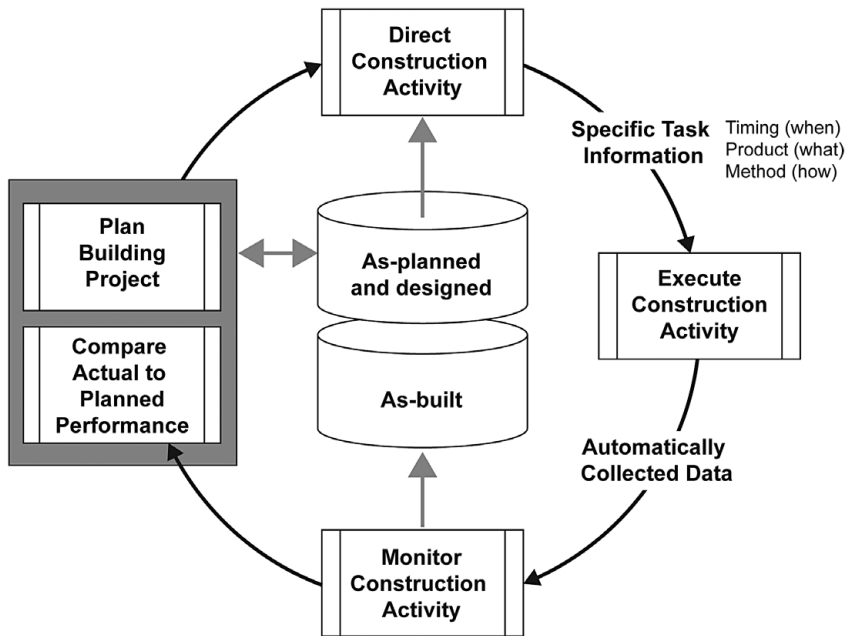 Direct
Construction
Activity
Specific Task
Information
Timing (when)
Product (what)
Method (how)
Plan
Building
Project
As-planned
and designed
Execute
Construction
Activity
Compare
Actual to
Planned
Performance
As-built
Automatically
Collected Data
Monitor
Construction
Activity